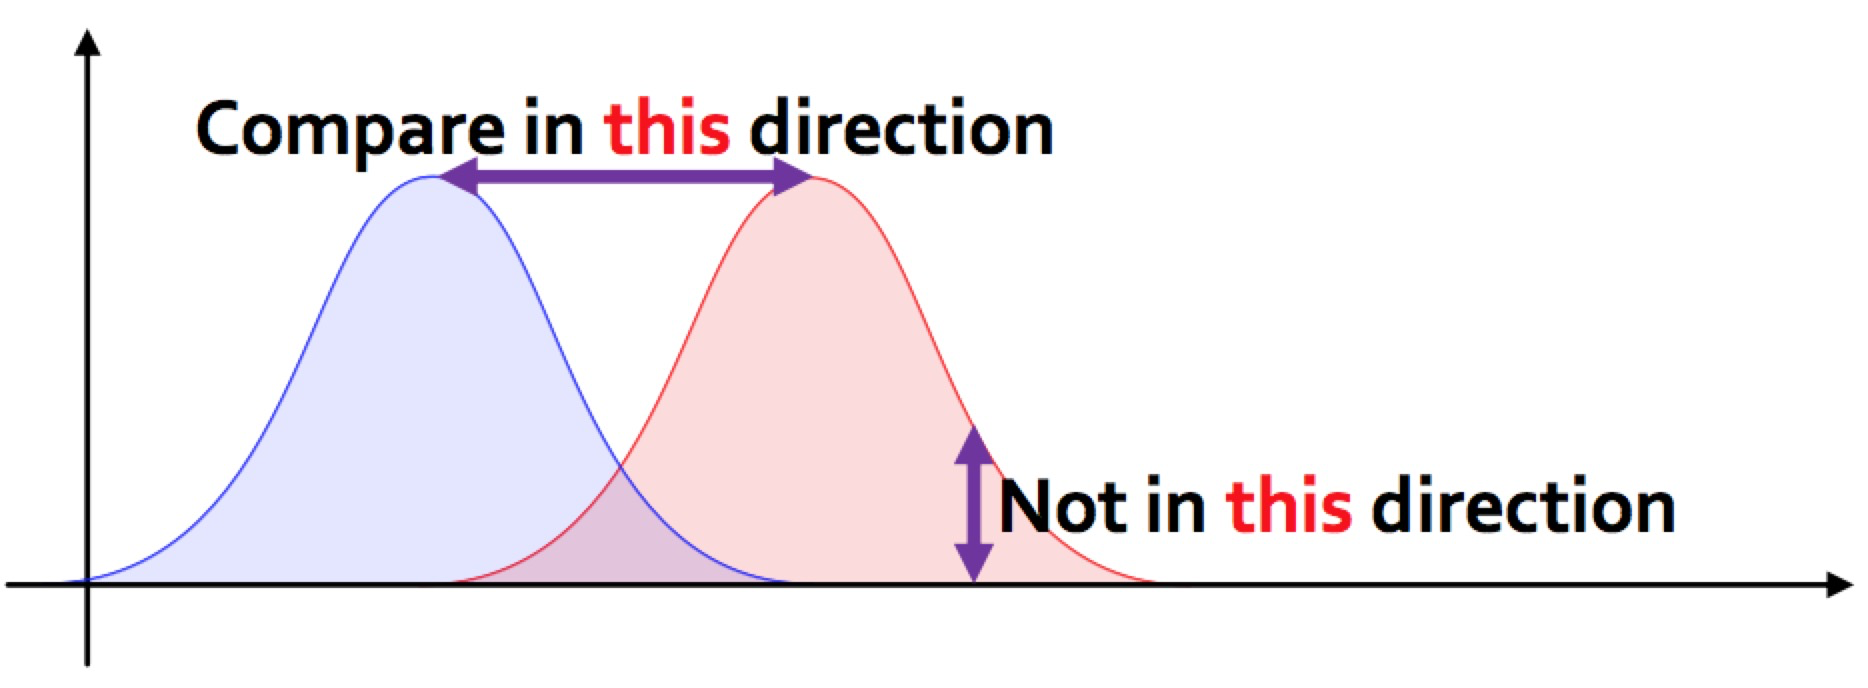 Compare in this direction
Not in this direction